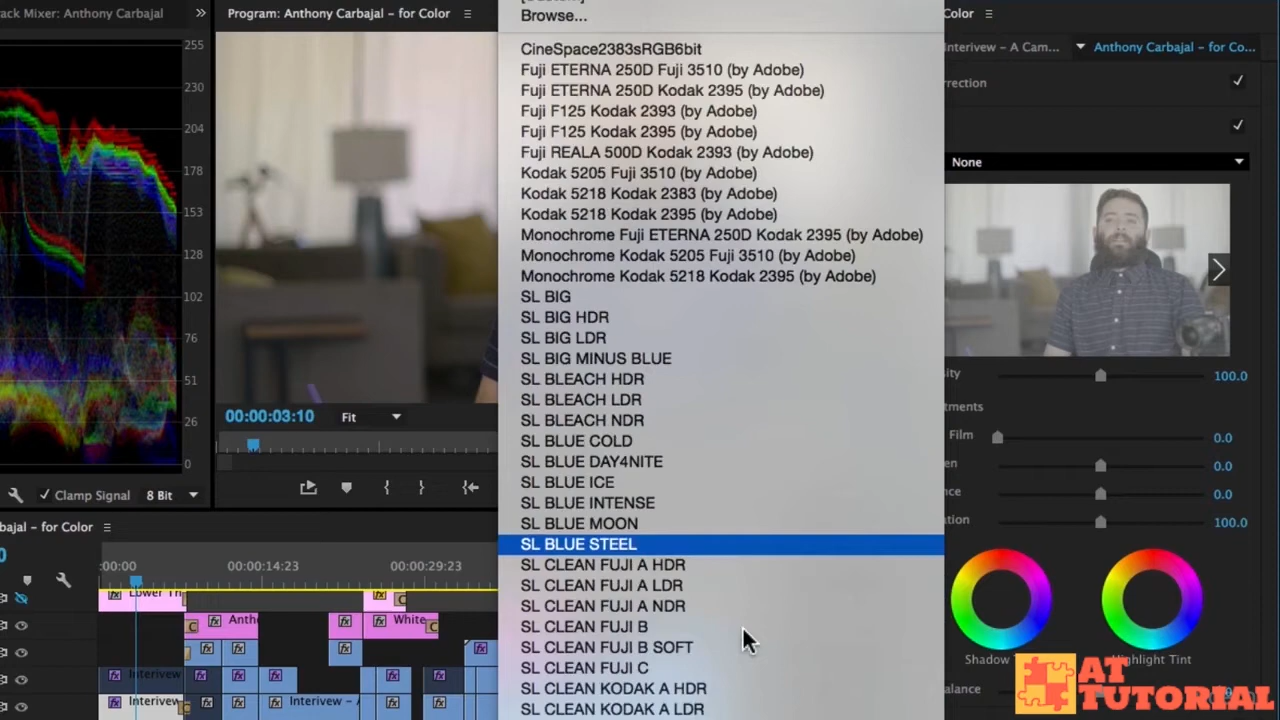 ack Mixer: Anthony Carbajal
Program: Anthony Carbajal – for Color
Browse...
Color
CineSpace2383sRGB6bit
Interivew – A Cam...
Anthony Carbajal – for Co...
Fuji ETERNA 250D Fuji 3510 (by Adobe)
rrection
Fuji ETERNA 250D Kodak 2395 (by Adobe)
Fuji F125 Kodak 2393 (by Adobe)
Fuji F125 Kodak 2395 (by Adobe)
Fuji REALA 500D Kodak 2393 (by Adobe)
None
Kodak 5205 Fuji 3510 (by Adobe)
Kodak 5218 Kodak 2383 (by Adobe)
Kodak 5218 Kodak 2395 (by Adobe)
Monochrome Fuji ETERNA 250D Kodak 2395 (by Adobe)
Monochrome Kodak 5205 Fuji 3510 (by Adobe)
Monochrome Kodak 5218 Kodak 2395 (by Adobe)
SL BIG
SL BIG HDR
SL BIG LDR
SL BIG MINUS BLUE
SL BLEACH HDR
SL BLEACH LDR
SL BLEACH NDR
SL BLUE COLD
SL BLUE DAY4NITE
SL BLUE ICE
SL BLUE INTENSE
SL BLUE MOON
SL BLUE STEEL
SL CLEAN FUJI A HDR
SL CLEAN FUJI A LDR
SL CLEAN FUJI A NDR
SL CLEAN FUJI B
SL CLEAN FUJI B SOFT
SL CLEAN FUJI C
SL CLEAN KODAK A HDR
SL CLEAN KODAK A LDR
255
230
204
178
153
128
102
77
51
26
0
00:00:03:10
Fit
Clamp Signal
8 Bit
sity
100.0
tments
Film
0.0
en
0.0
nce
0.0
ation
100.0
Shadow
Highlight Tint
alance
bajal – for Color
0
:00:00
00:00:14:23
00:00:29:23
Lower Th
Anth
White
Interivew
Interivew
Interivew – A
AT
TUTORIAL